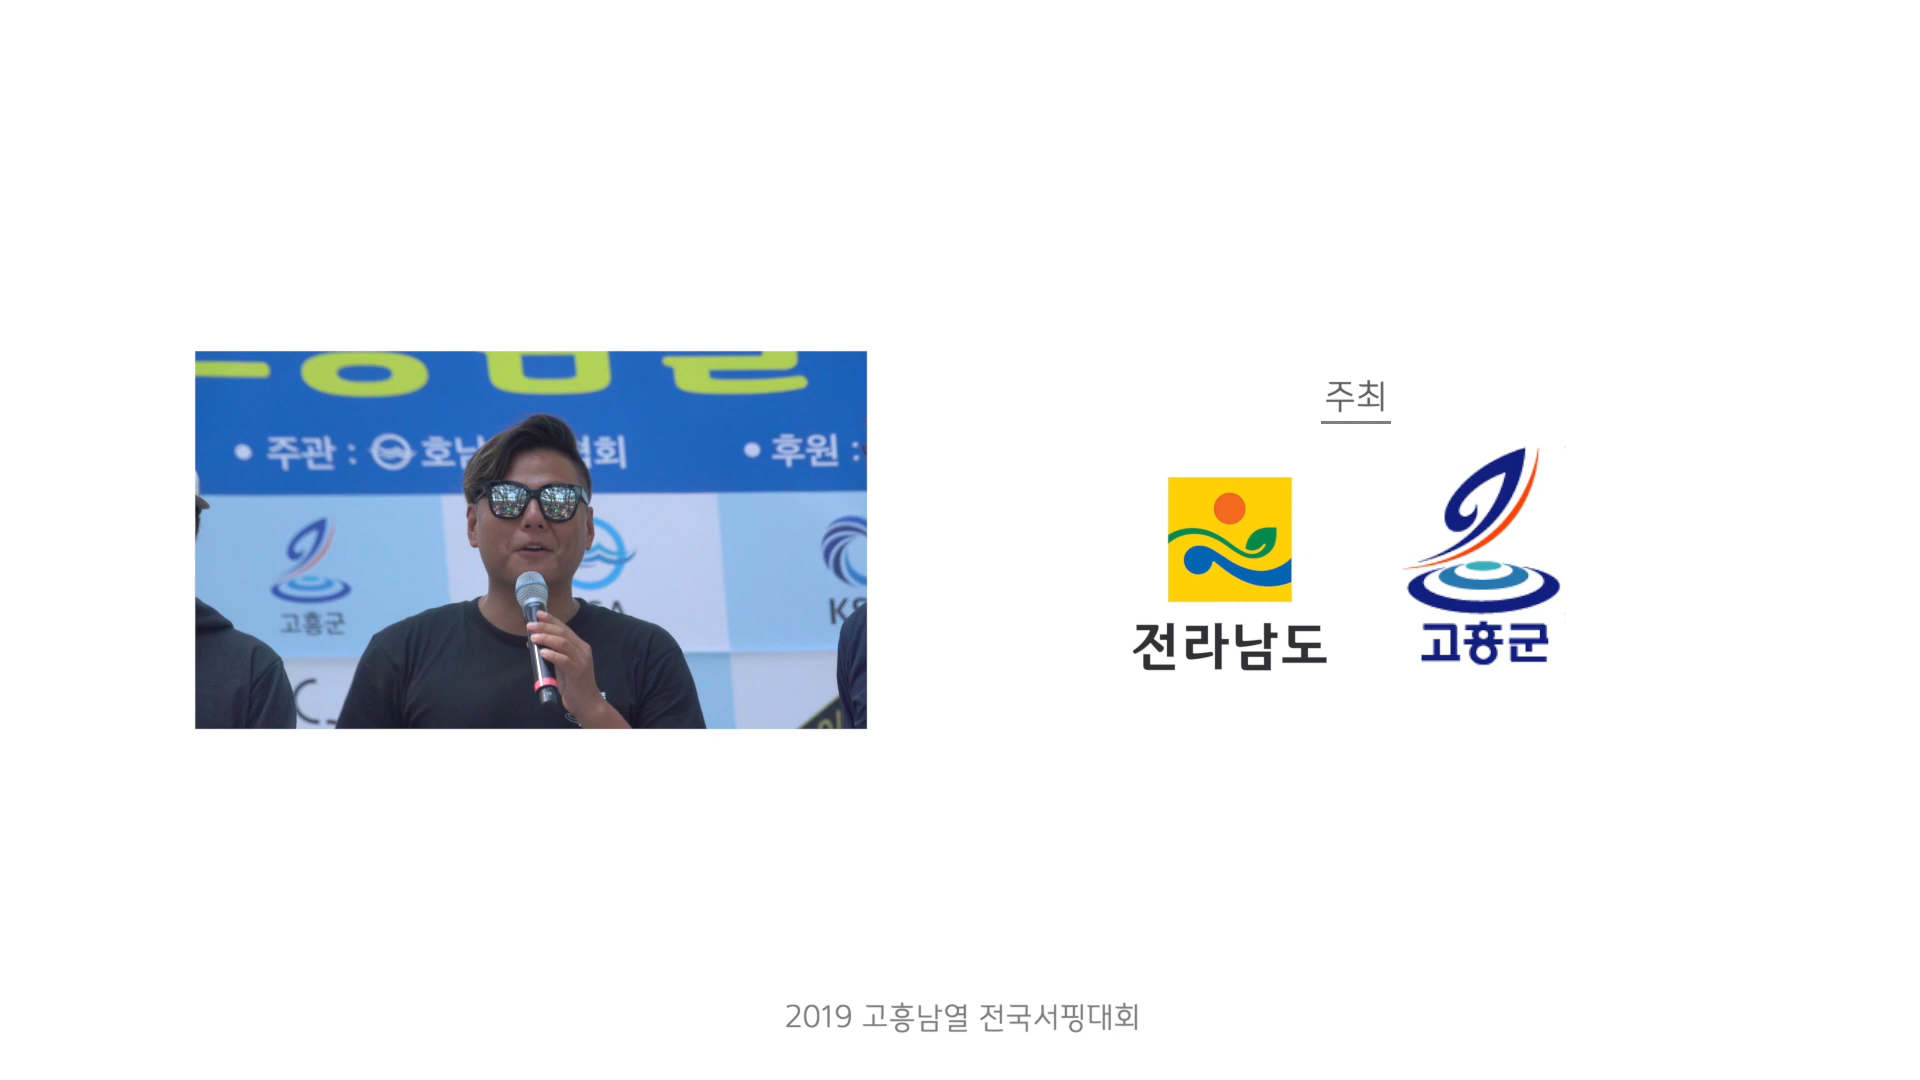 • 주관 :
• 후원 :
고흥군
주최
전라남도
고흥군
2019 고흥남열 전국서핑대회